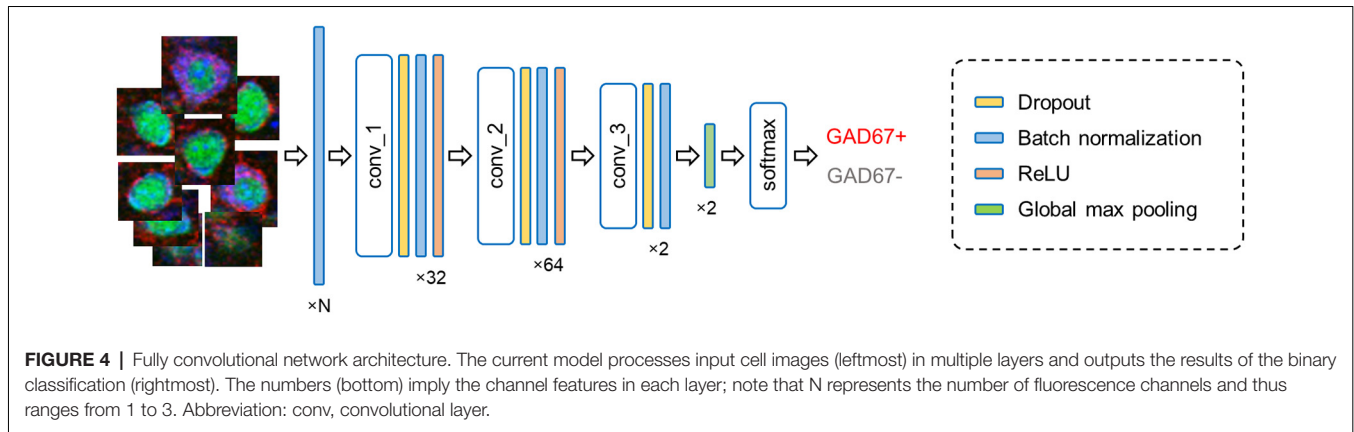 conv_1
conv_2
conv_3
softmax
GAD67+
GAD67-
×N
×32
×64
×2
×2
Dropout
Batch normalization
ReLU
Global max pooling
FIGURE 4 | Fully convolutional network architecture. The current model processes input cell images (leftmost) in multiple layers and outputs the results of the binary
classification (rightmost). The numbers (bottom) imply the channel features in each layer; note that N represents the number of fluorescence channels and thus
ranges from 1 to 3. Abbreviation: conv, convolutional layer.